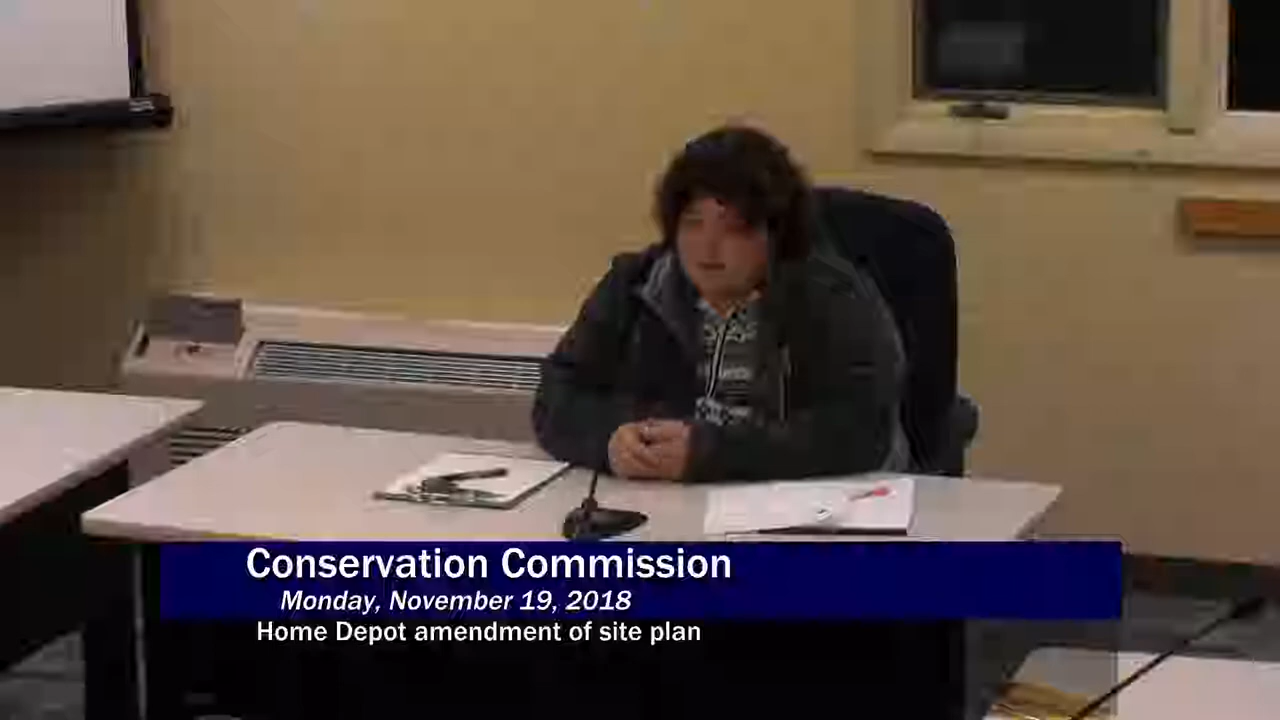 Conservation Commission
Monday, November 19, 2018
Home Depot amendment of site plan